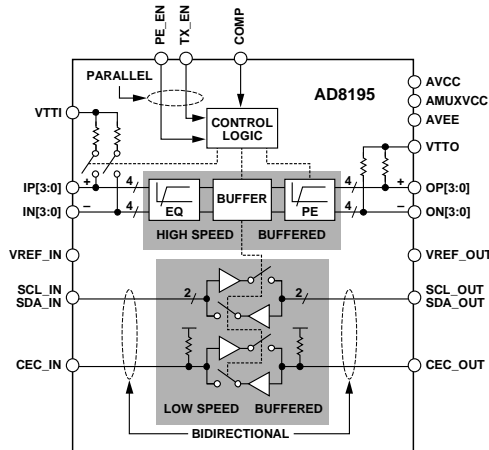 PE_EN
TX_EN
COMP
PARALLEL
AD8195
AVCC
AMUXVCC
AVEE
VTTI
CONTROL
LOGIC
VTTO
IP[3:0]
+
4
4
+
OP[3:0]
IN[3:0]
–
4
EQ
BUFFER
PE
4
–
ON[3:0]
HIGH SPEED
BUFFERED
VREF_IN
VREF_OUT
SCL_IN
SDA_IN
2
2
SCL_OUT
SDA_OUT
CEC_IN
CEC_OUT
LOW SPEED
BUFFERED
BIDIRECTIONAL